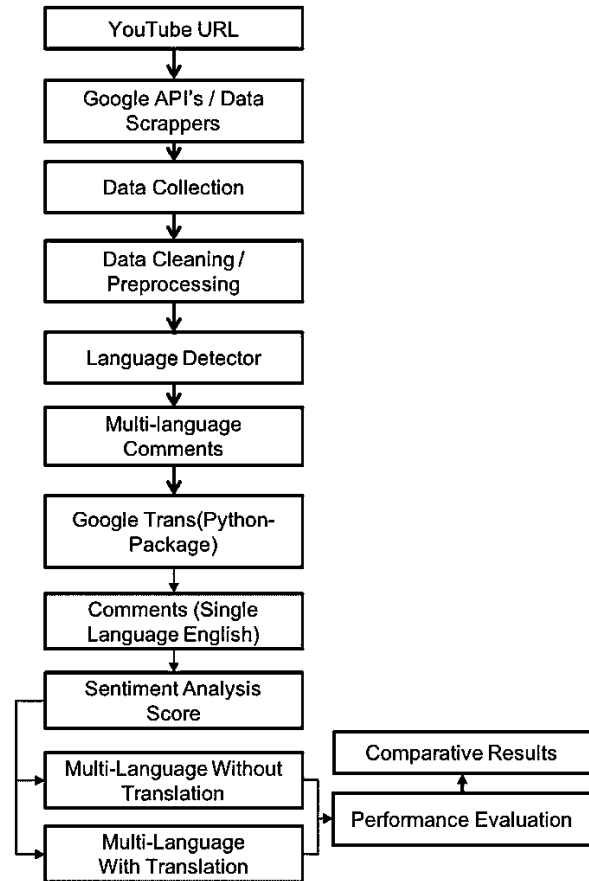 YouTube URL
Google API's / Data
Scrappers
Data Collection
Data Cleaning /
Preprocessing
Language Detector
Multi-language
Comments
Google Trans(Python-
Package)
Comments (Single
Language English)
Sentiment Analysis
Score
Multi-Language Without
Translation
Multi-Language
With Translation
Comparative Results
Performance Evaluation